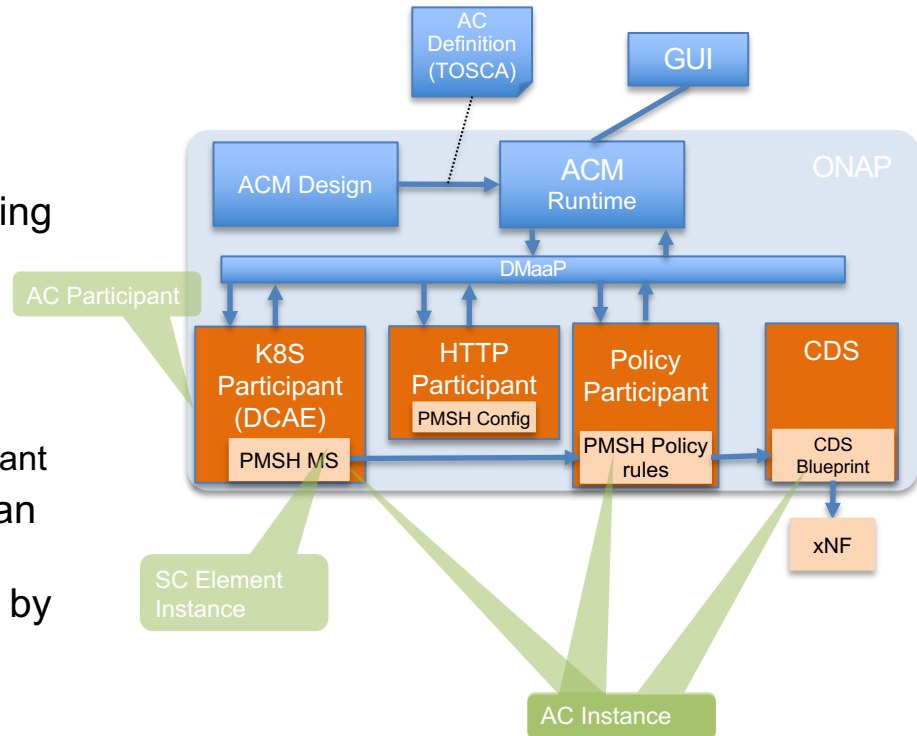 AC
Definition
(TOSCA)
GUI
ONAP
ACM Design
ACM
Runtime
ing
DMaaP
AC Participant
K8S
Participant
(DCAE)
PMSH MS
HTTP
Participant
PMSH Config
Policy
Participant
PMSH Policy
rules
CDS
CDS
Blueprint
ant
an
xNF
SC Element
Instance
by
AC Instance